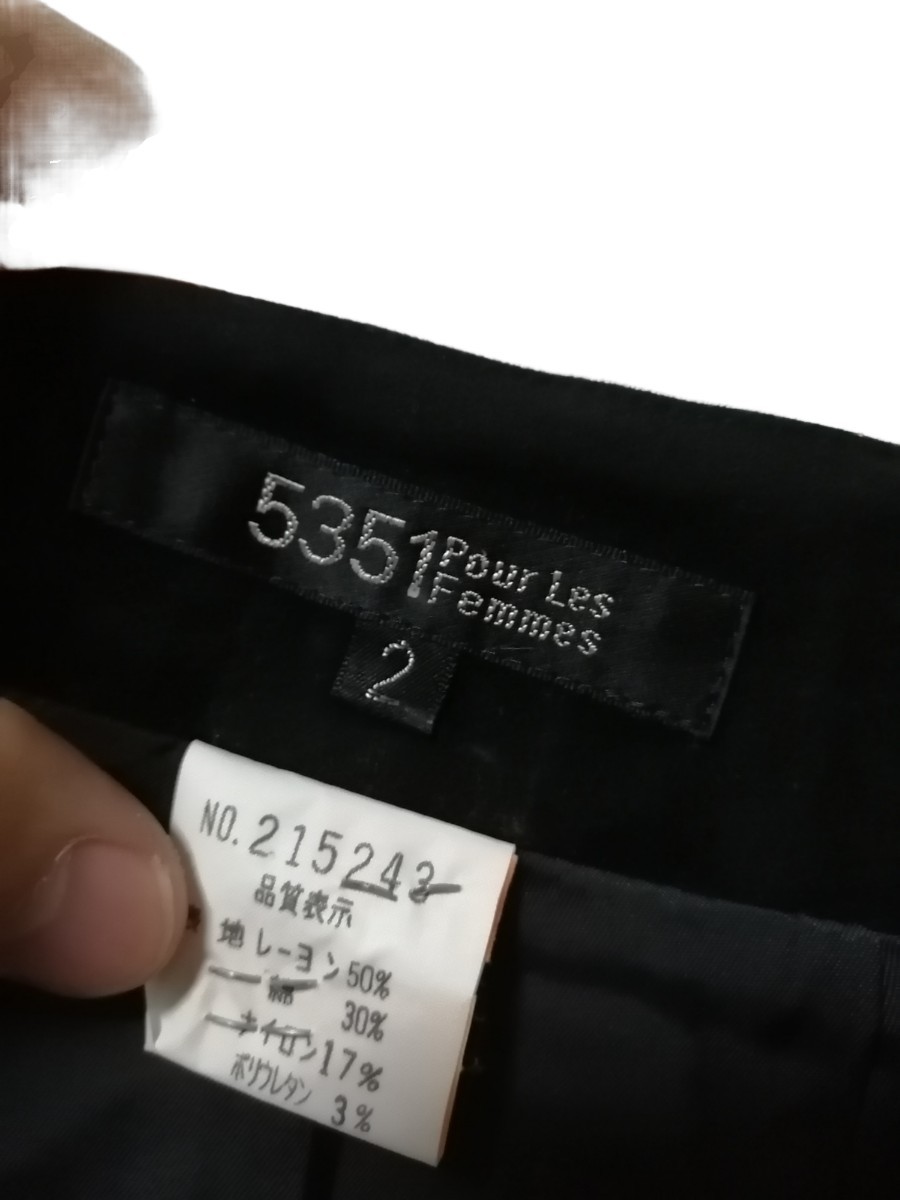 5351 Pour Les
Femmes
2
NO. 215243
品質表示
地 レーヨン 50%
綿 30%
ナイロン 17%
ポリウレタン 3%